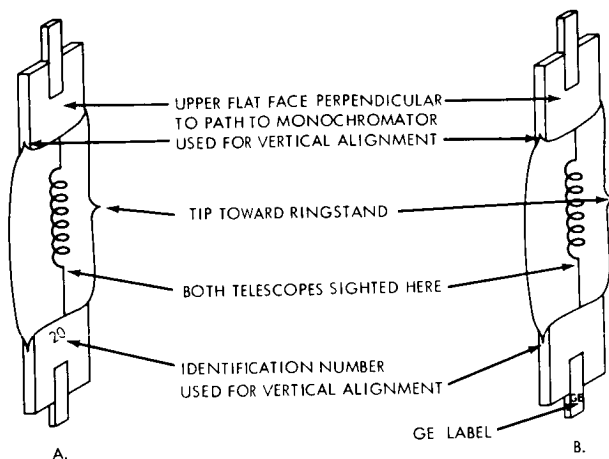 UPPER FLAT FACE PERPENDICULAR
TO PATH TO MONOCHROMATOR
USED FOR VERTICAL ALIGNMENT
TIP TOWARD RINGSTAND
BOTH TELESCOPES SIGHTED HERE
20
IDENTIFICATION NUMBER
USED FOR VERTICAL ALIGNMENT
GE
GE LABEL
A.
B.